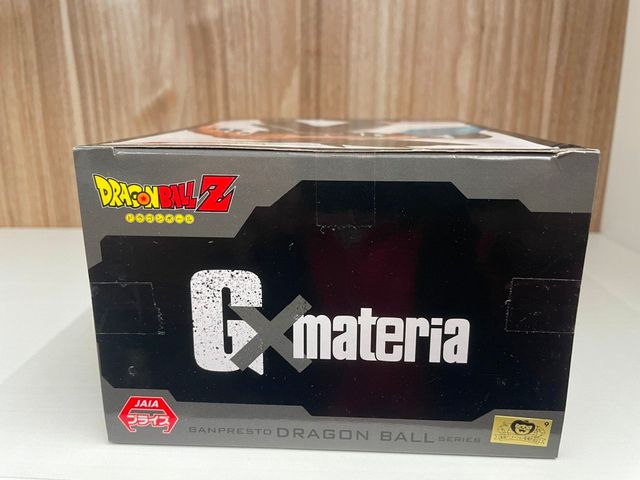 DRAGON BALL Z
ドラゴンボール
G×materia
JAIA
プライズ
BANPRESTO DRAGON BALL SERIES